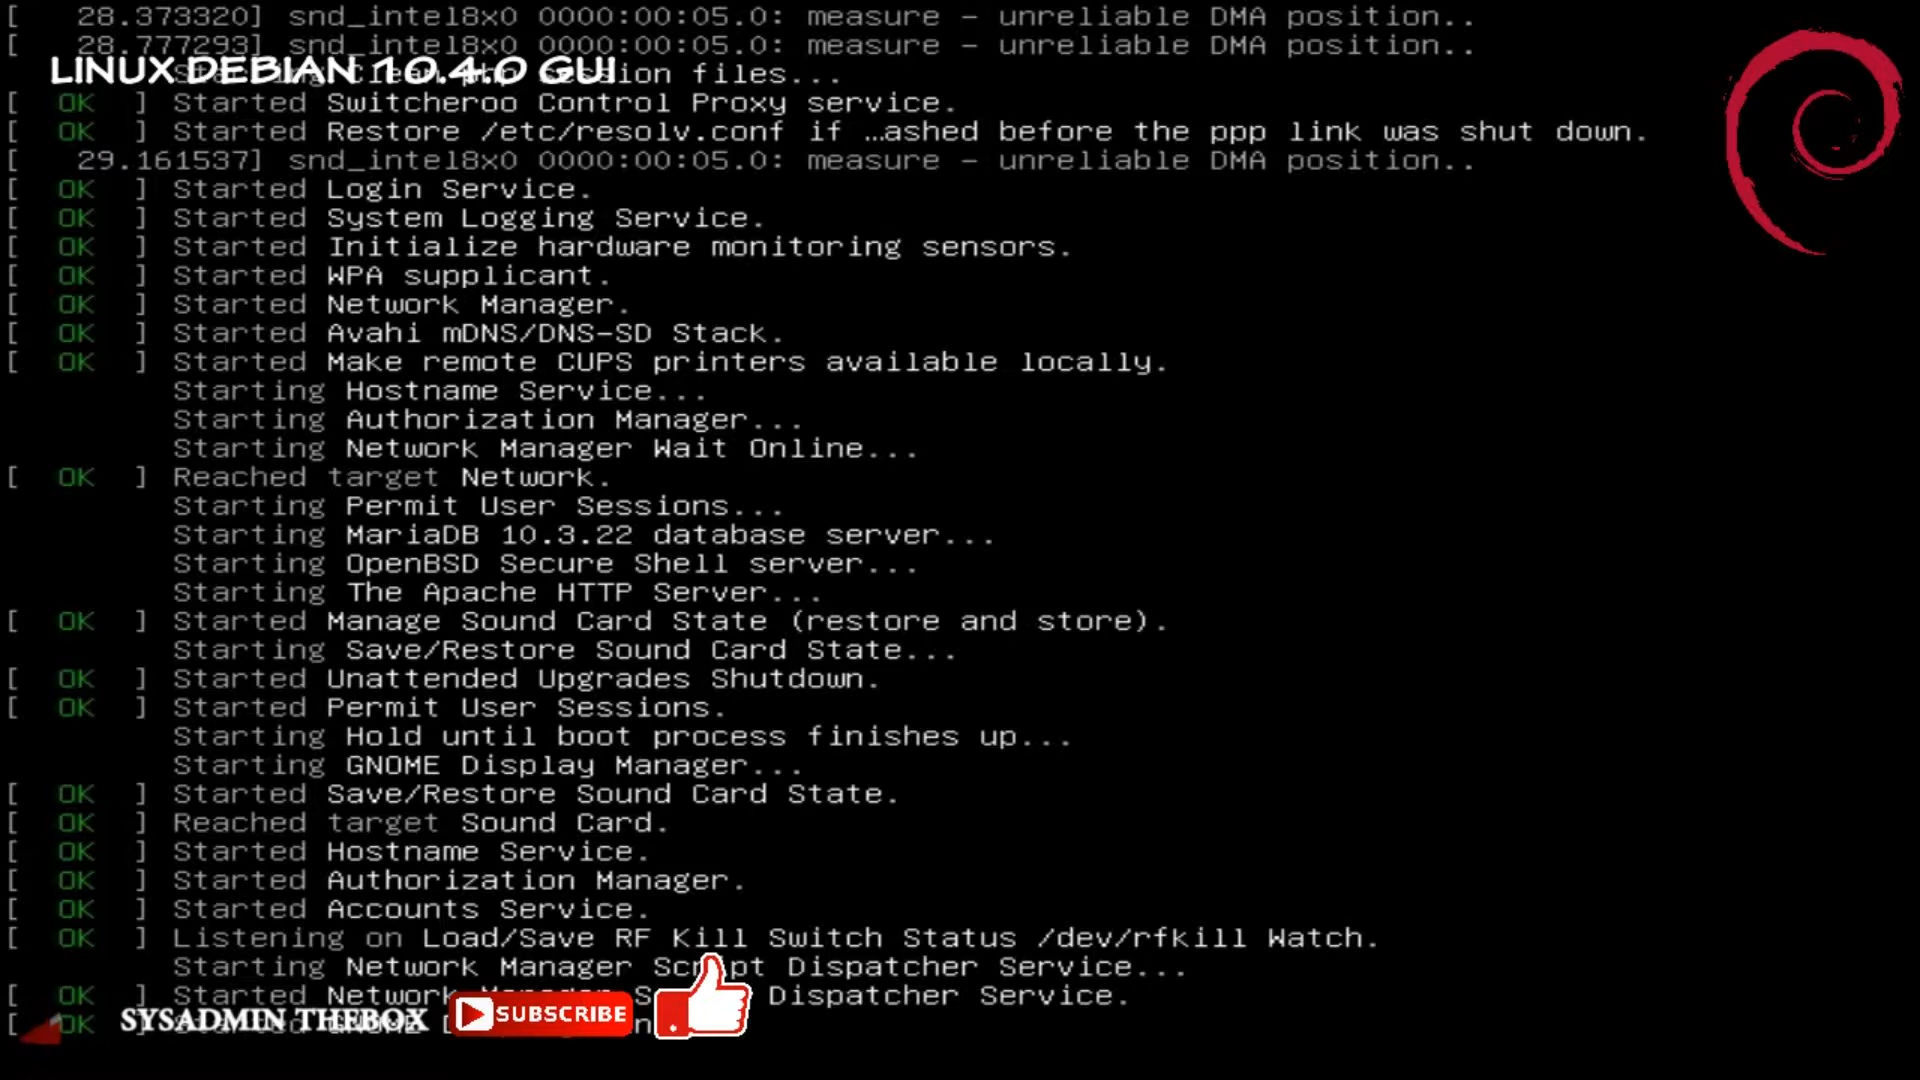 [   28.373320] snd_intel8x0 0000:00:05.0: measure - unreliable DMA position..
[   28.777293] snd_intel8x0 0000:00:05.0: measure - unreliable DMA position..
LINUX DEBIAN 10.4.0 GUI
session files...
[  OK  ] Started Switcheroo Control Proxy service.
[  OK  ] Started Restore /etc/resolv.conf if …ashed before the ppp link was shut down.
[   29.161537] snd_intel8x0 0000:00:05.0: measure - unreliable DMA position..
[  OK  ] Started Login Service.
[  OK  ] Started System Logging Service.
[  OK  ] Started Initialize hardware monitoring sensors.
[  OK  ] Started WPA supplicant.
[  OK  ] Started Network Manager.
[  OK  ] Started Avahi mDNS/DNS-SD Stack.
[  OK  ] Started Make remote CUPS printers available locally.
Starting Hostname Service...
Starting Authorization Manager...
Starting Network Manager Wait Online...
[  OK  ] Reached target Network.
Starting Permit User Sessions...
Starting MariaDB 10.3.22 database server...
Starting OpenBSD Secure Shell server...
Starting The Apache HTTP Server...
[  OK  ] Started Manage Sound Card State (restore and store).
Starting Save/Restore Sound Card State...
[  OK  ] Started Unattended Upgrades Shutdown.
[  OK  ] Started Permit User Sessions.
Starting Hold until boot process finishes up...
Starting GNOME Display Manager...
[  OK  ] Started Save/Restore Sound Card State.
[  OK  ] Reached target Sound Card.
[  OK  ] Started Hostname Service.
[  OK  ] Started Authorization Manager.
[  OK  ] Started Accounts Service.
[  OK  ] Listening on Load/Save RF Kill Switch Status /dev/rfkill Watch.
Starting Network Manager Script Dispatcher Service...
[  OK  ] Started Network Dispatcher Service.
[  OK  ]
SYSADMIN THEBOX SUBSCRIBE